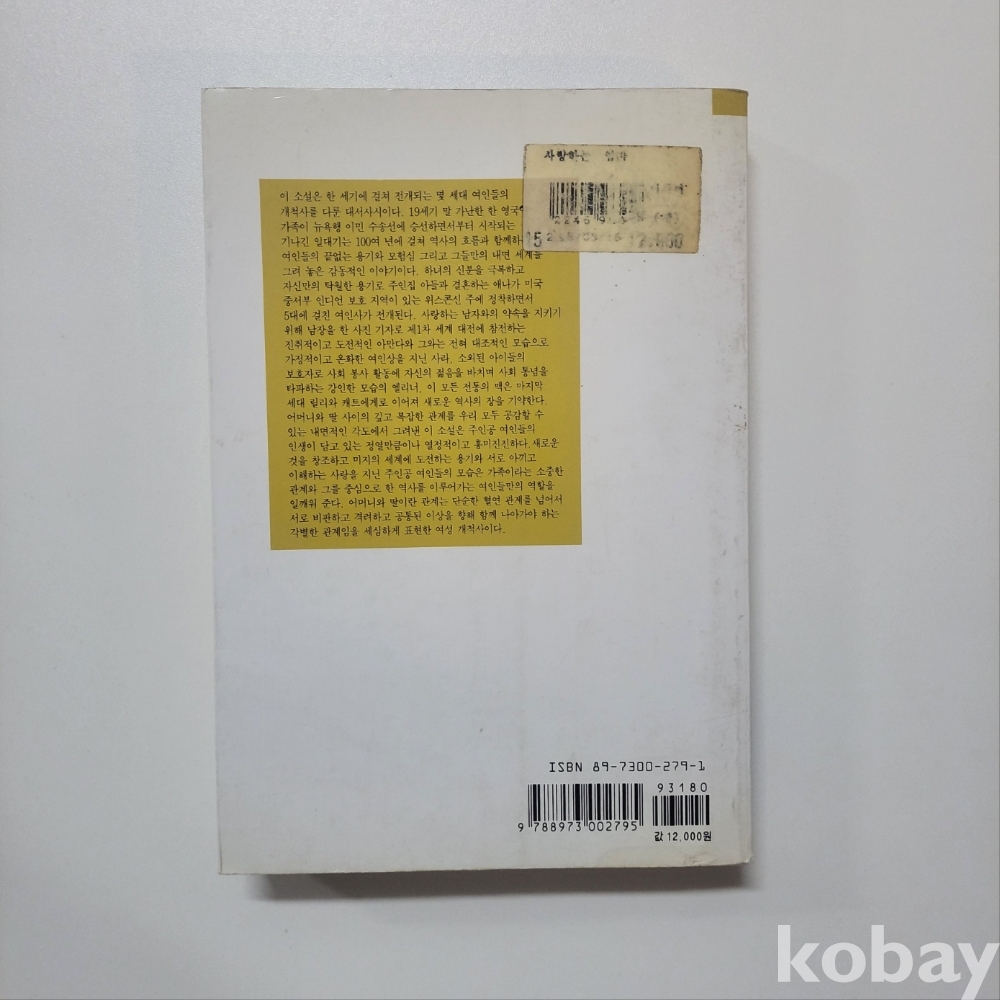 사랑하는
15
12,000
이 소설은 한 세기에 걸쳐 전개되는 몇 세대 여인들의
개척사를 다룬 대서사시이다. 19세기 말 가난한 한 영국
가족이 뉴욕행 이민 수송선에 승선하면서부터 시작되는
기나긴 일대기는 100여 년에 걸쳐 역사의 흐름과 함께
여인들의 끝없는 용기와 모험심 그리고 그들만의 내면 세계를
그려 놓은 감동적인 이야기이다. 하녀의 신분을 극복하고
자신만의 탁월한 용기로 주인집 아들과 결혼하는 애나가 미국
중서부 인디언 보호 지역이 있는 위스콘신 주에 정착하면서
5대에 걸친 여인사가 전개된다. 사랑하는 남자와의 약속을 지키기
위해 남장을 한 사진 기자로 제1차 세계 대전에 참전하는
진취적이고 도전적인 아만다와 그와는 전혀 대조적인 모습으로
가정적이고 온화한 여인상을 지닌 사라. 소외된 아이들의
보호자로 사회 봉사 활동에 자신의 젊음을 바치며 사회 통념을
타파하는 강인한 모습의 엘리너. 이 모든 전통의 맥은 마지막
세대 릴리와 캐트에게로 이어져 새로운 역사의 장을 기약한다.
어머니와 딸 사이의 깊고 복잡한 관계를 우리 모두 공감할 수
있는 내면적인 각도에서 그려낸 이 소설은 주인공 여인들의
인생이 담고 있는 정열만큼이나 열정적이고 흥미진진하다. 새로운
것을 창조하고 미지의 세계에 도전하는 용기와 서로 아끼고
이해하는 사랑을 지닌 주인공 여인들의 모습은 가족이라는 소중한
관계와 그를 중심으로 한 역사를 이루어가는 여인들만의 역할을
일깨워 준다. 어머니와 딸이란 관계는 단순한 혈연 관계를 넘어서
서로 비판하고 격려하고 공통된 이상을 향해 함께 나아가야 하는
각별한 관계임을 세심하게 표현한 여성 개척사이다.
ISBN 89-7300-279-1
93180
9 788973 002795
값 12,000원
kobay